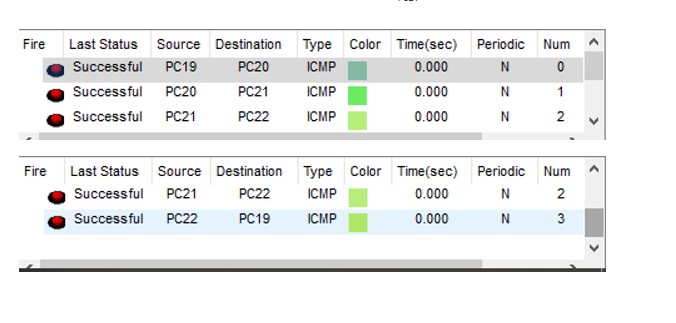 Fire Last Status Source Destination Type Color Time(sec) Periodic Num
Successful PC19 PC20 ICMP 0.000 N 0
Successful PC20 PC21 ICMP 0.000 N 1
Successful PC21 PC22 ICMP 0.000 N 2
Fire Last Status Source Destination Type Color Time(sec) Periodic Num
Successful PC21 PC22 ICMP 0.000 N 2
Successful PC22 PC19 ICMP 0.000 N 3